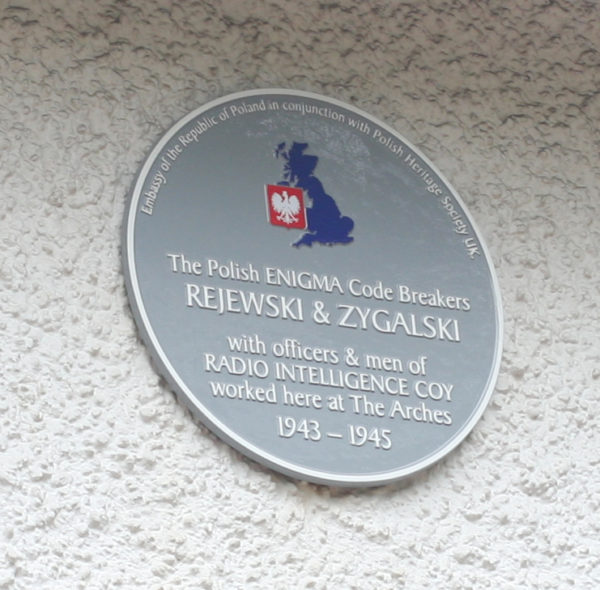 Embassy of the Republic of Poland in conjunction with Polish Heritage Society UK.
The Polish ENIGMA Code Breakers
REJEWSKI & ZYGALSKI
with officers & men of
RADIO INTELLIGENCE COY
worked here at The Arches
1943 – 1945